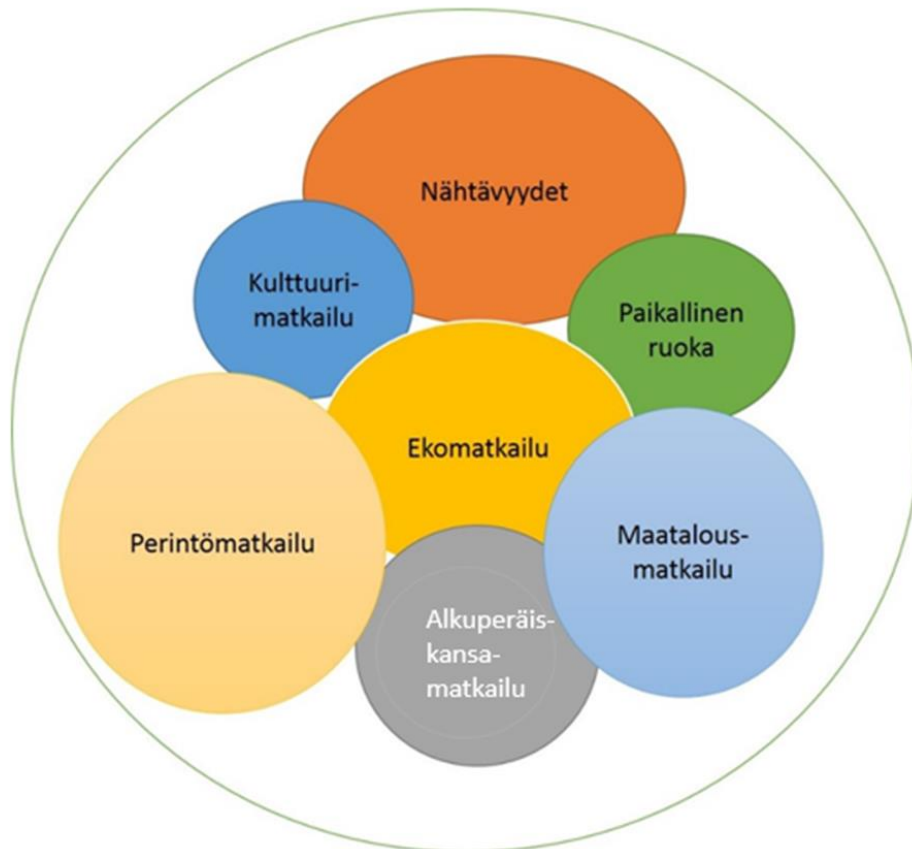 Nähtävyydet
Kulttuuri-
matkailu
Paikallinen
ruoka
Ekomatkailu
Perintömatkailu
Maatalous-
matkailu
Alkuperäis-
kansa-
matkailu